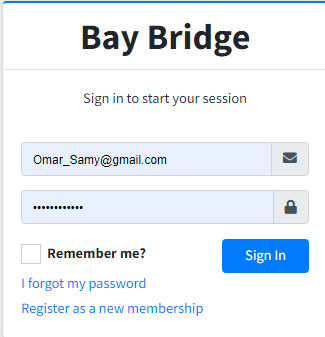 Bay Bridge
Sign in to start your session
Omar_Samy@gmail.com
••••••••••••
Remember me?
Sign In
I forgot my password
Register as a new membership